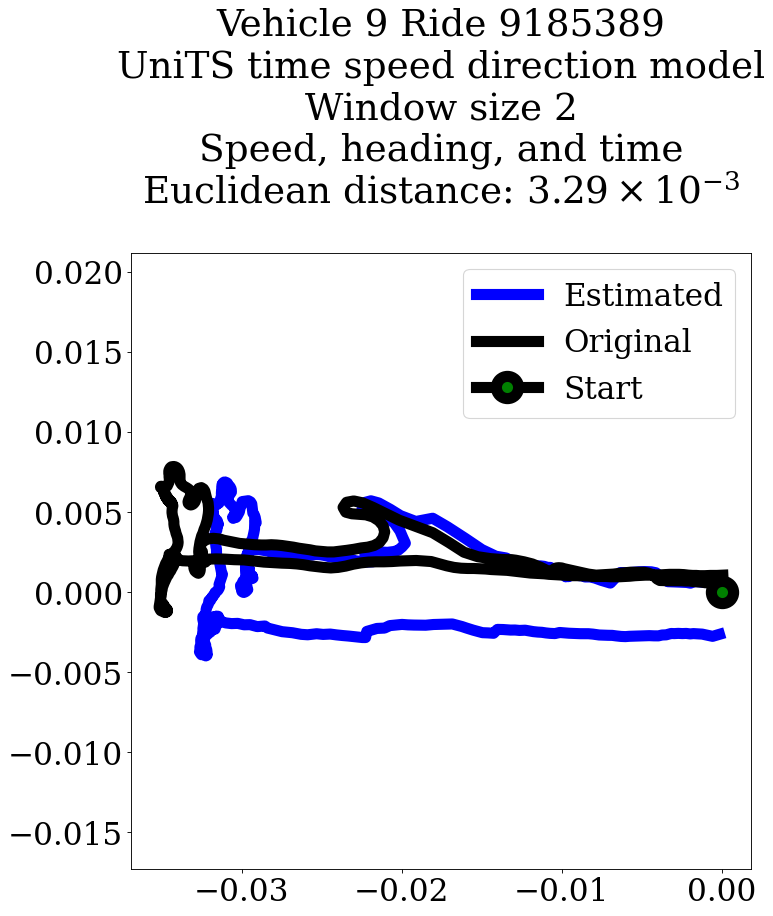 Vehicle 9 Ride 9185389
UniTS time speed direction model
Window size 2
Speed, heading, and time
Euclidean distance: 3.29 × 10⁻³
Estimated
Original
Start
0.020
0.015
0.010
0.005
0.000
−0.005
−0.010
−0.015
−0.03 −0.02 −0.01 0.00